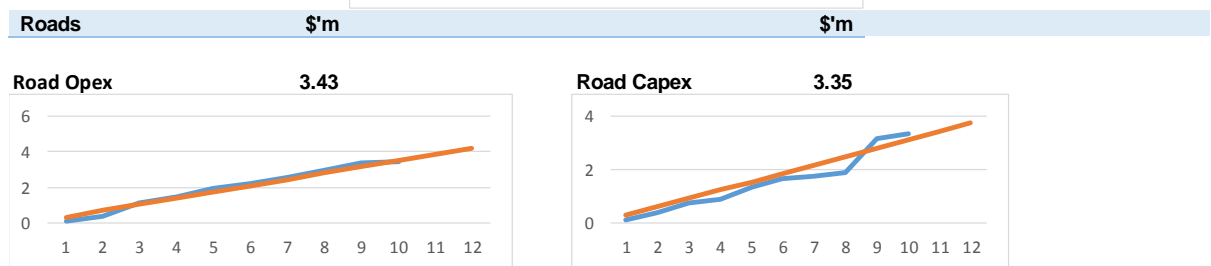 Roads $'m $'m
Road Opex 3.43 Road Capex 3.35
6 4
4
2 2
0 0
1 2 3 4 5 6 7 8 9 10 11 12 1 2 3 4 5 6 7 8 9 10 11 12